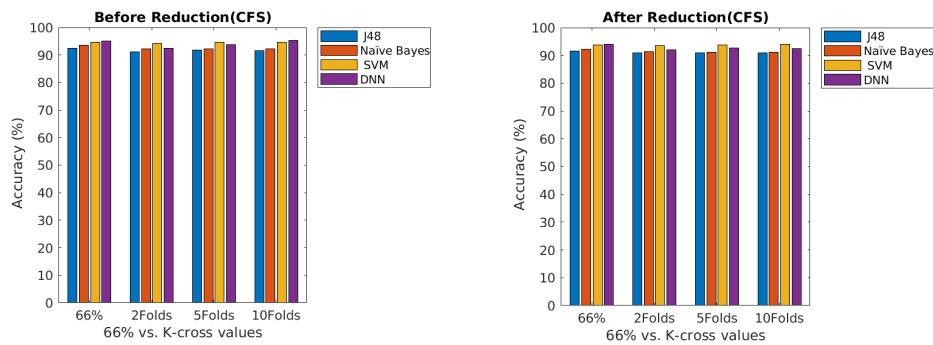 Before Reduction(CFS)
100
90
80
70
60
50
40
30
20
10
0
Accuracy (%)
66%
2Folds
5Folds
10Folds
66% vs. K-cross values
J48
Naïve Bayes
SVM
DNN
After Reduction(CFS)
100
90
80
70
60
50
40
30
20
10
0
Accuracy (%)
66%
2Folds
5Folds
10Folds
66% vs. K-cross values
J48
Naïve Bayes
SVM
DNN